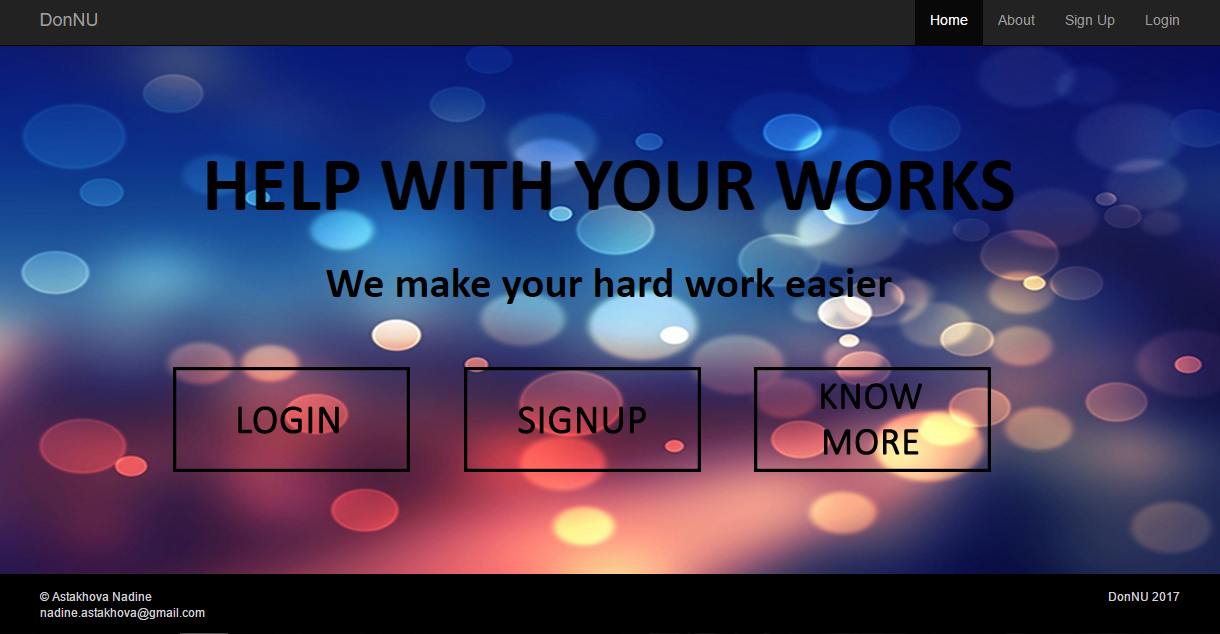 DonNU
Home About Sign Up Login
HELP WITH YOUR WORKS
We make your hard work easier
LOGIN
SIGNUP
KNOW
MORE
© Astakhova Nadine
nadine.astakhova@gmail.com
DonNU 2017